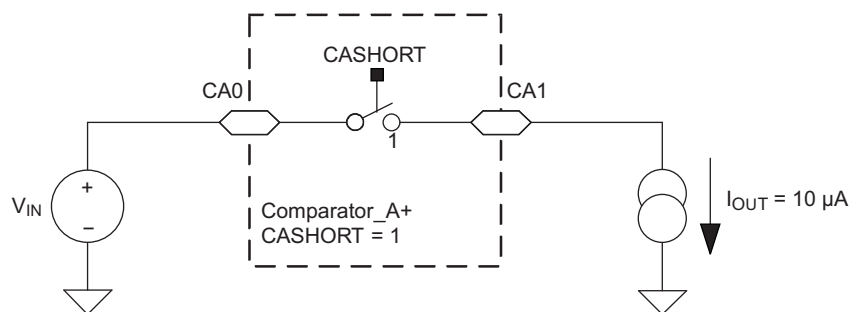 CASHORT
CA0
CA1
1
+
−
V_IN
Comparator_A+
CASHORT = 1
I_OUT = 10 µA